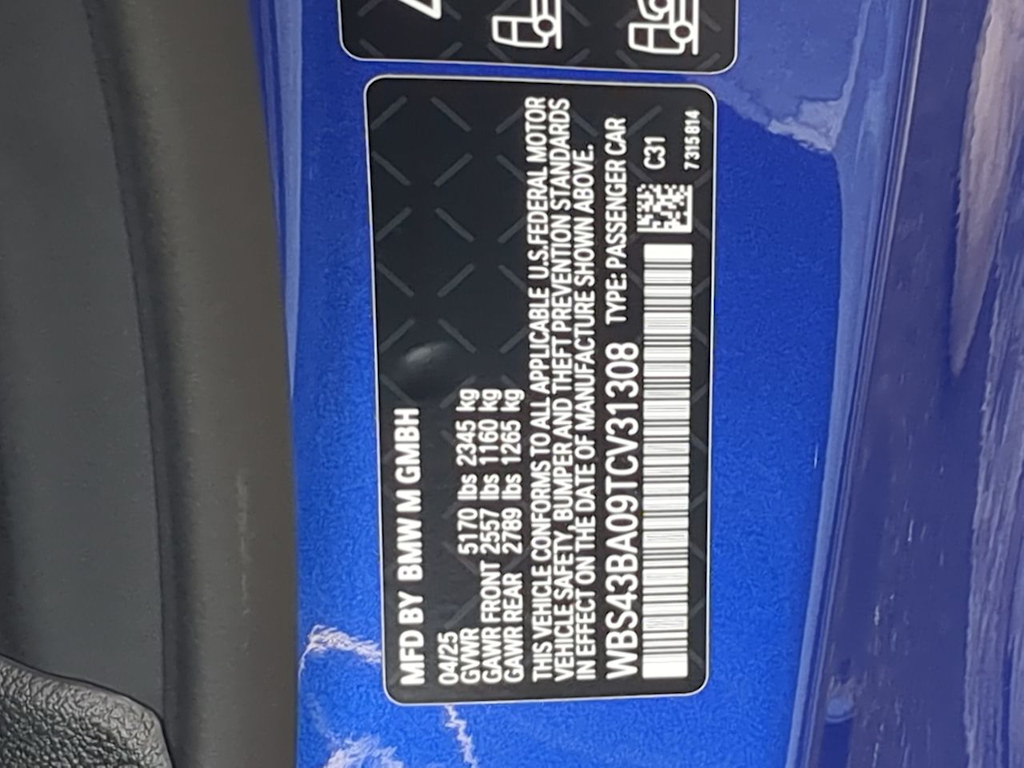 MFD BY BMW M GMBH
04/25
GVWR 5170 lbs 2345 kg
GAWR FRONT 2557 lbs 1160 kg
GAWR REAR 2789 lbs 1265 kg
THIS VEHICLE CONFORMS TO ALL APPLICABLE U.S.FEDERAL MOTOR
VEHICLE SAFETY, BUMPER AND THEFT PREVENTION STANDARDS
IN EFFECT ON THE DATE OF MANUFACTURE SHOWN ABOVE.
WBS43BA09TCV31308 TYPE: PASSENGER CAR
C31
7315814